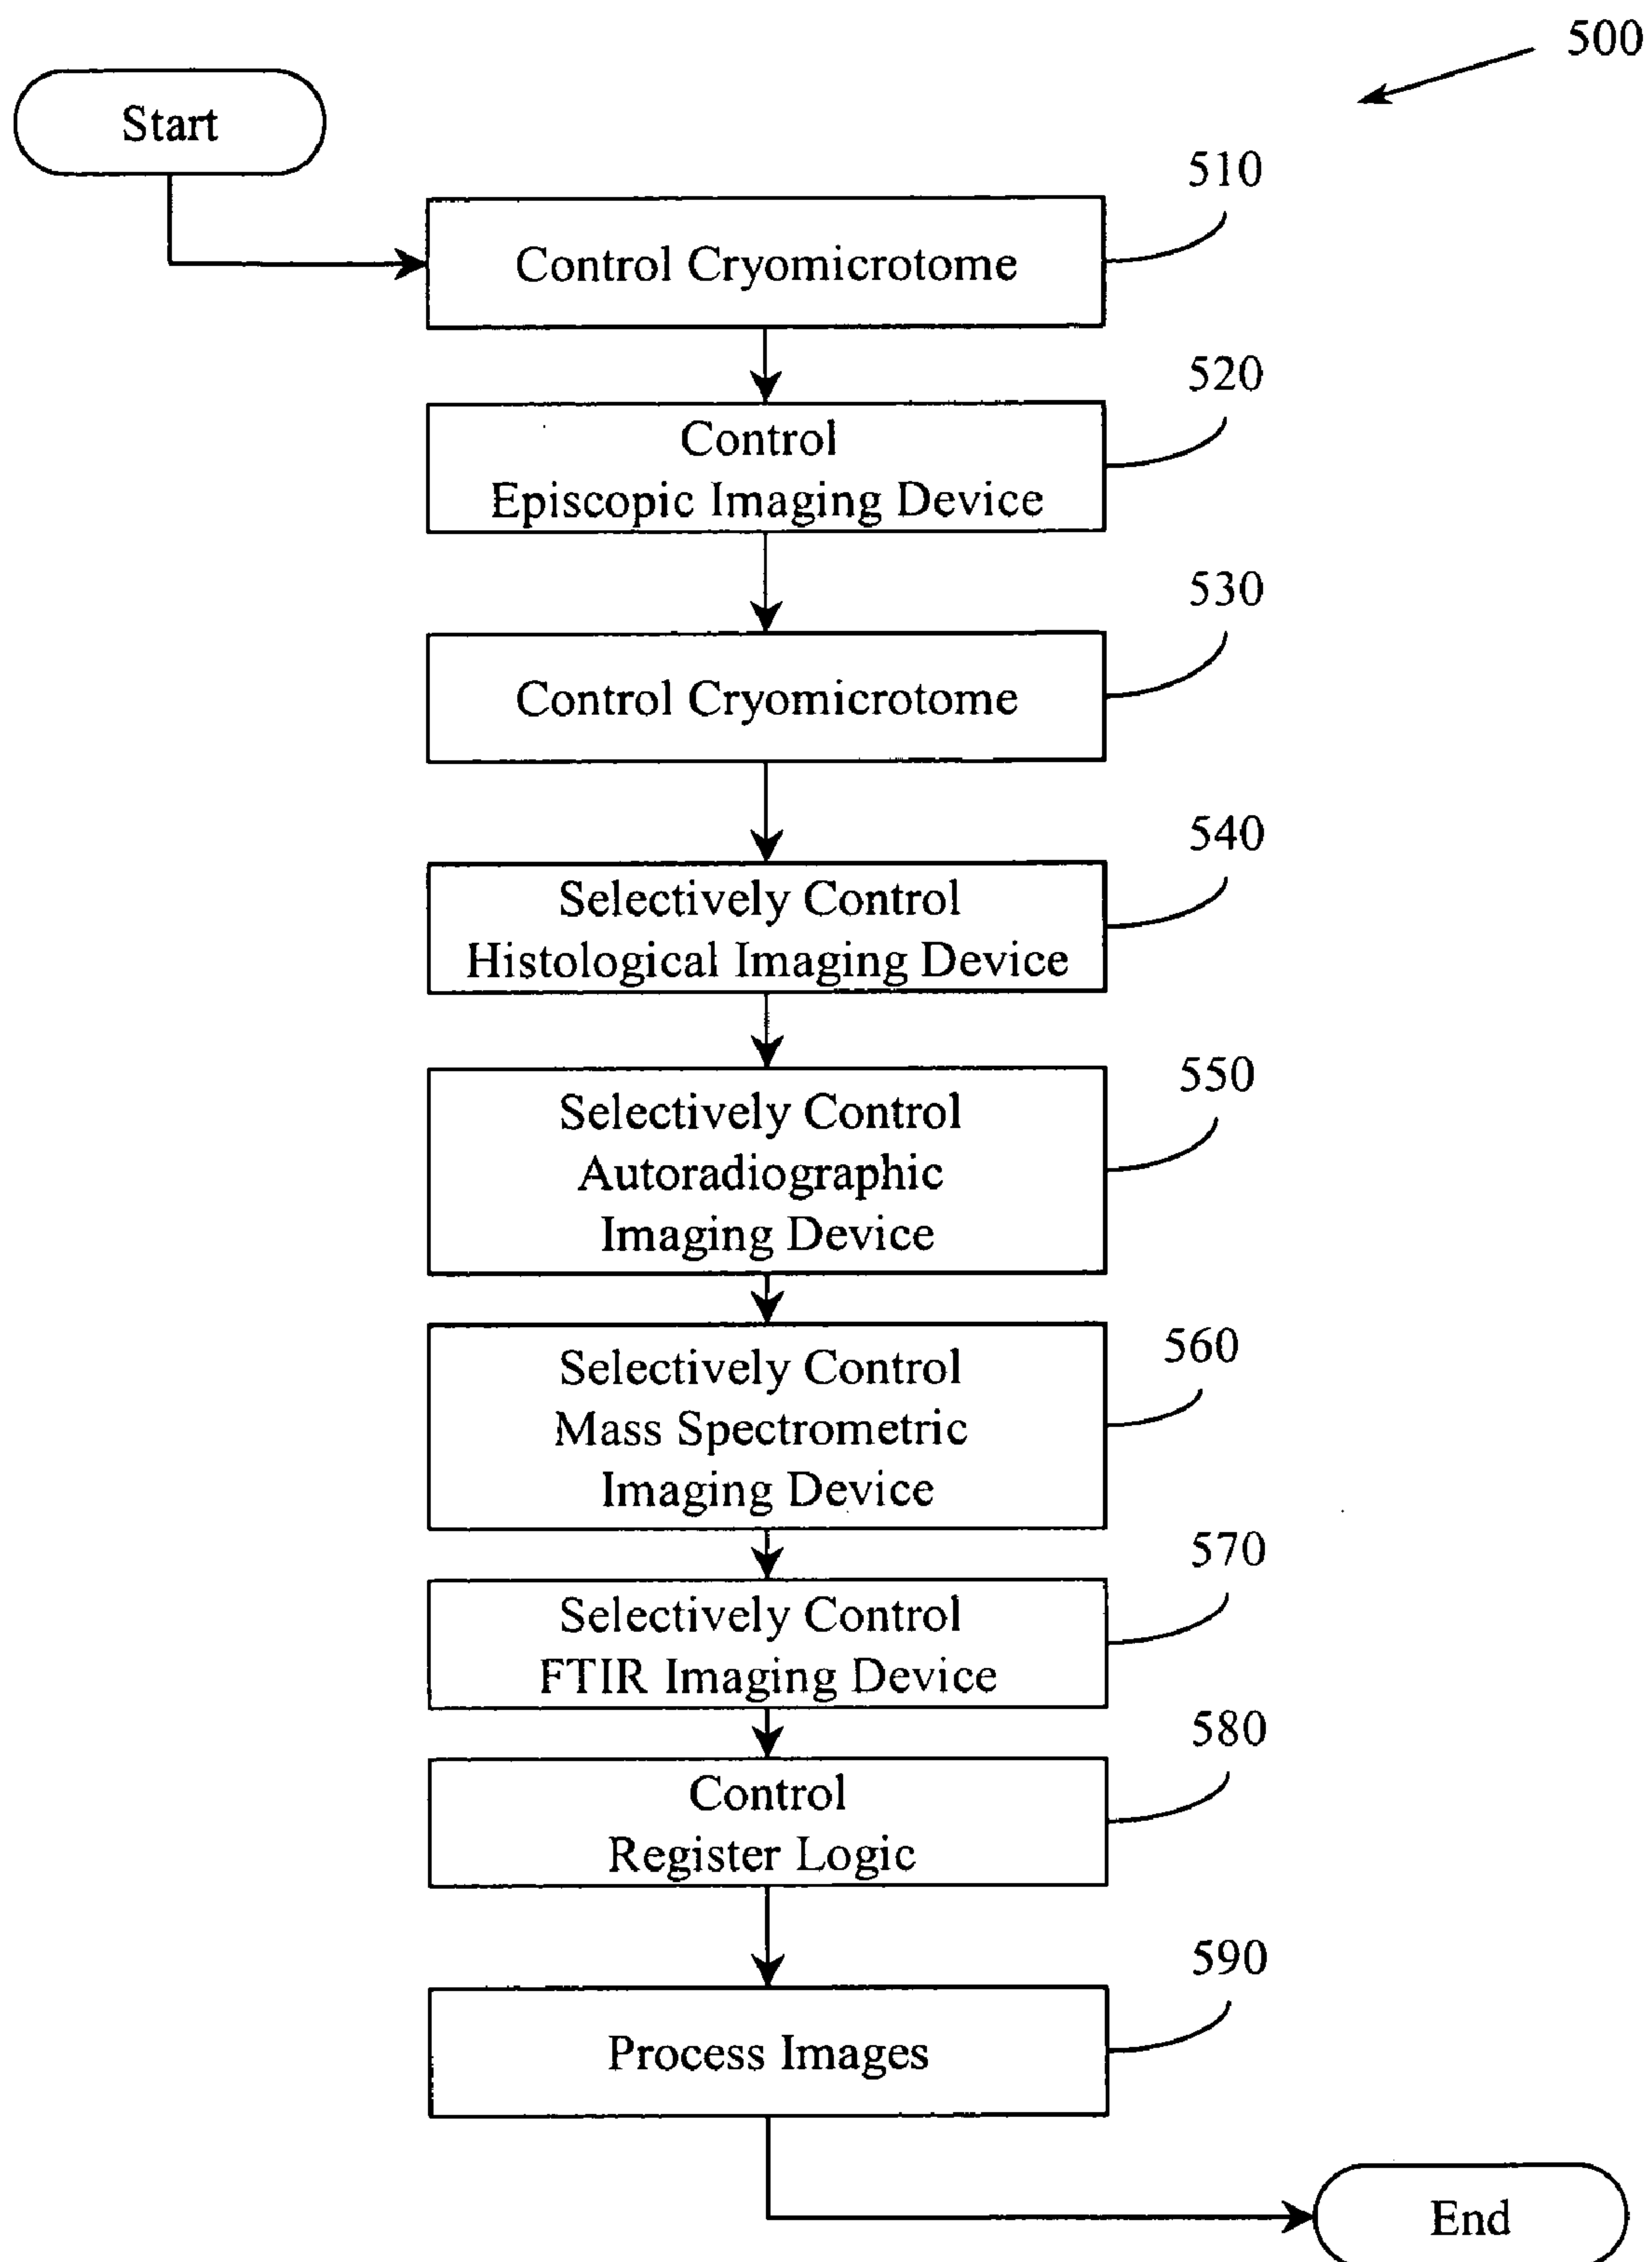 500
Start
510
Control Cryomicrotome
520
Control
Episcopic Imaging Device
530
Control Cryomicrotome
540
Selectively Control
Histological Imaging Device
550
Selectively Control
Autoradiographic
Imaging Device
560
Selectively Control
Mass Spectrometric
Imaging Device
570
Selectively Control
FTIR Imaging Device
580
Control
Register Logic
590
Process Images
End